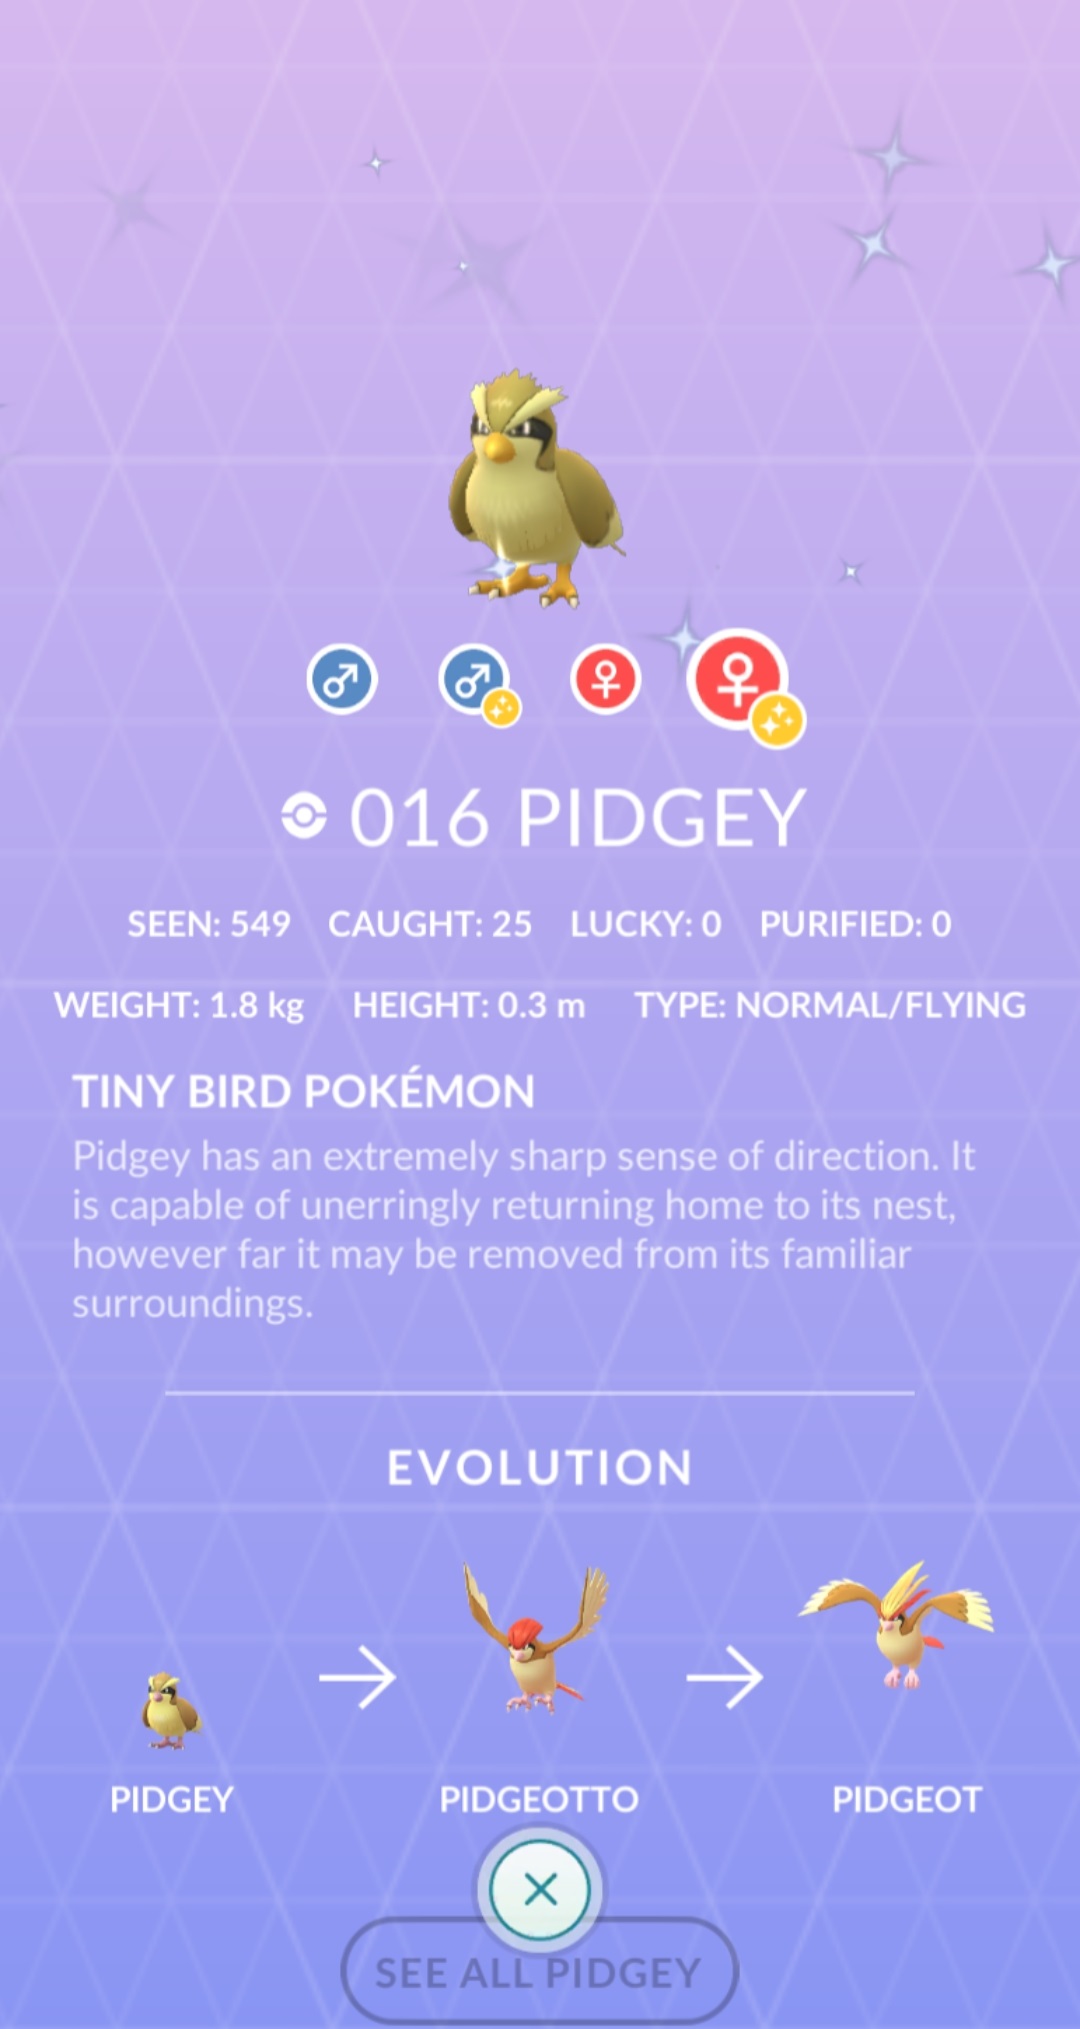 016 PIDGEY
SEEN: 549 CAUGHT: 25 LUCKY: 0 PURIFIED: 0
WEIGHT: 1.8 kg HEIGHT: 0.3 m TYPE: NORMAL/FLYING
TINY BIRD POKÉMON
Pidgey has an extremely sharp sense of direction. It
is capable of unerringly returning home to its nest,
however far it may be removed from its familiar
surroundings.
EVOLUTION
PIDGEY PIDGEOTTO PIDGEOT
SEE ALL PIDGEY